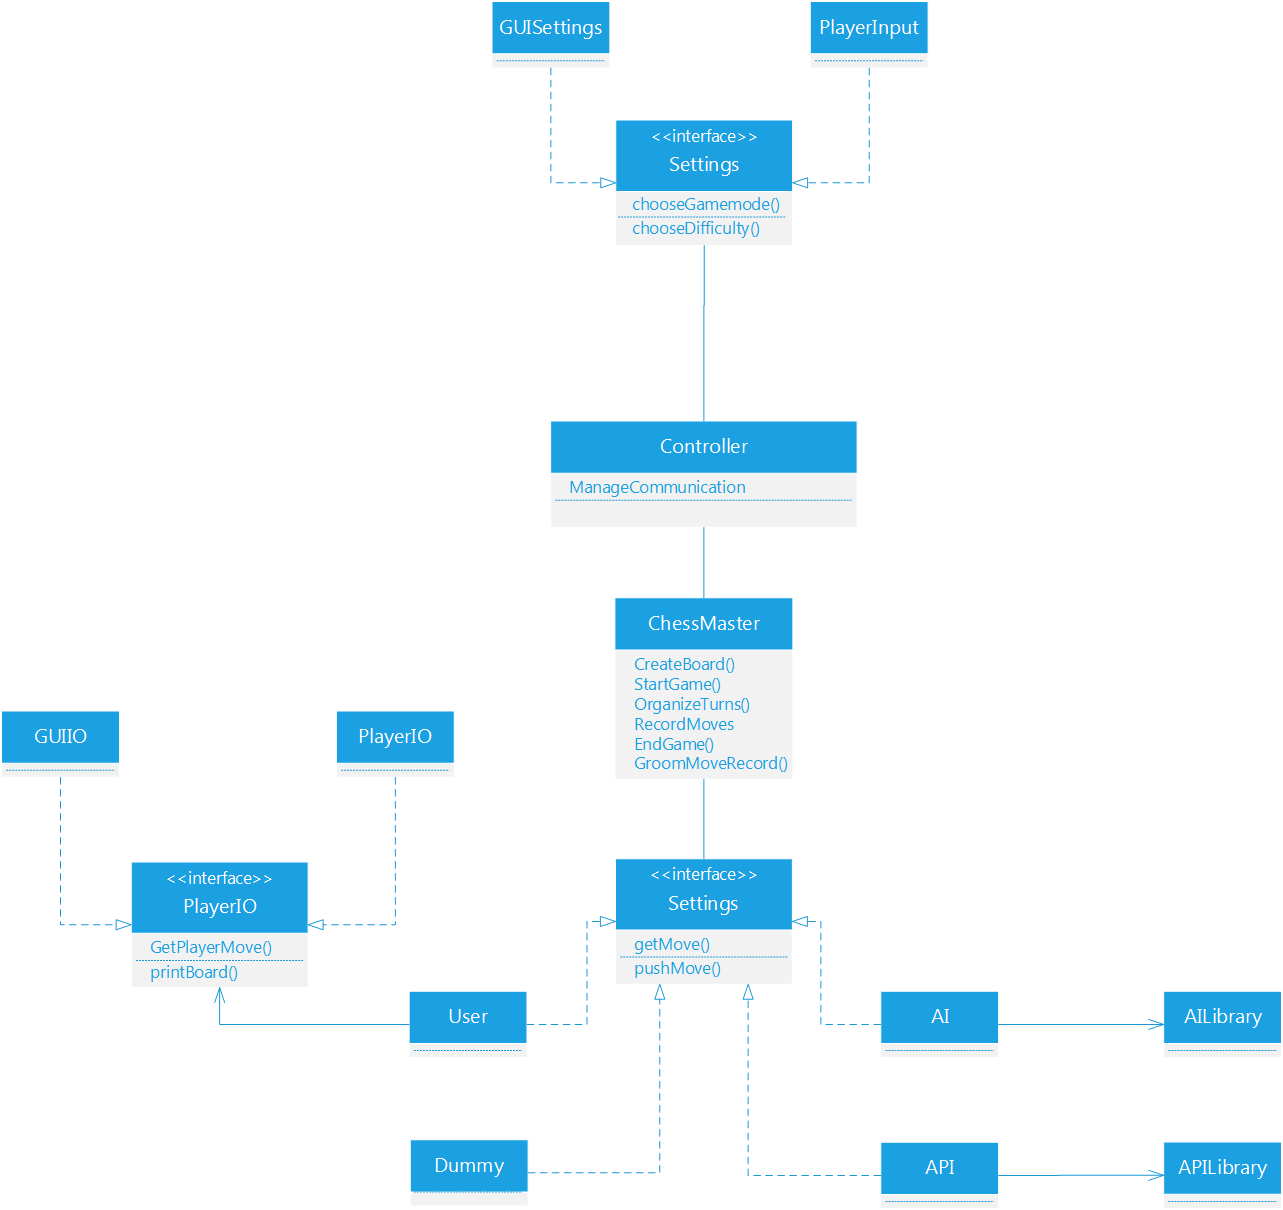 GUISettings
PlayerInput
<<interface>>
Settings
chooseGamemode()
chooseDifficulty()
Controller
ManageCommunication
ChessMaster
CreateBoard()
StartGame()
OrganizeTurns()
RecordMoves
EndGame()
GroomMoveRecord()
GUIIO
PlayerIO
<<interface>>
PlayerIO
GetPlayerMove()
printBoard()
<<interface>>
Settings
getMove()
pushMove()
User
AI
AILibrary
Dummy
API
APILibrary